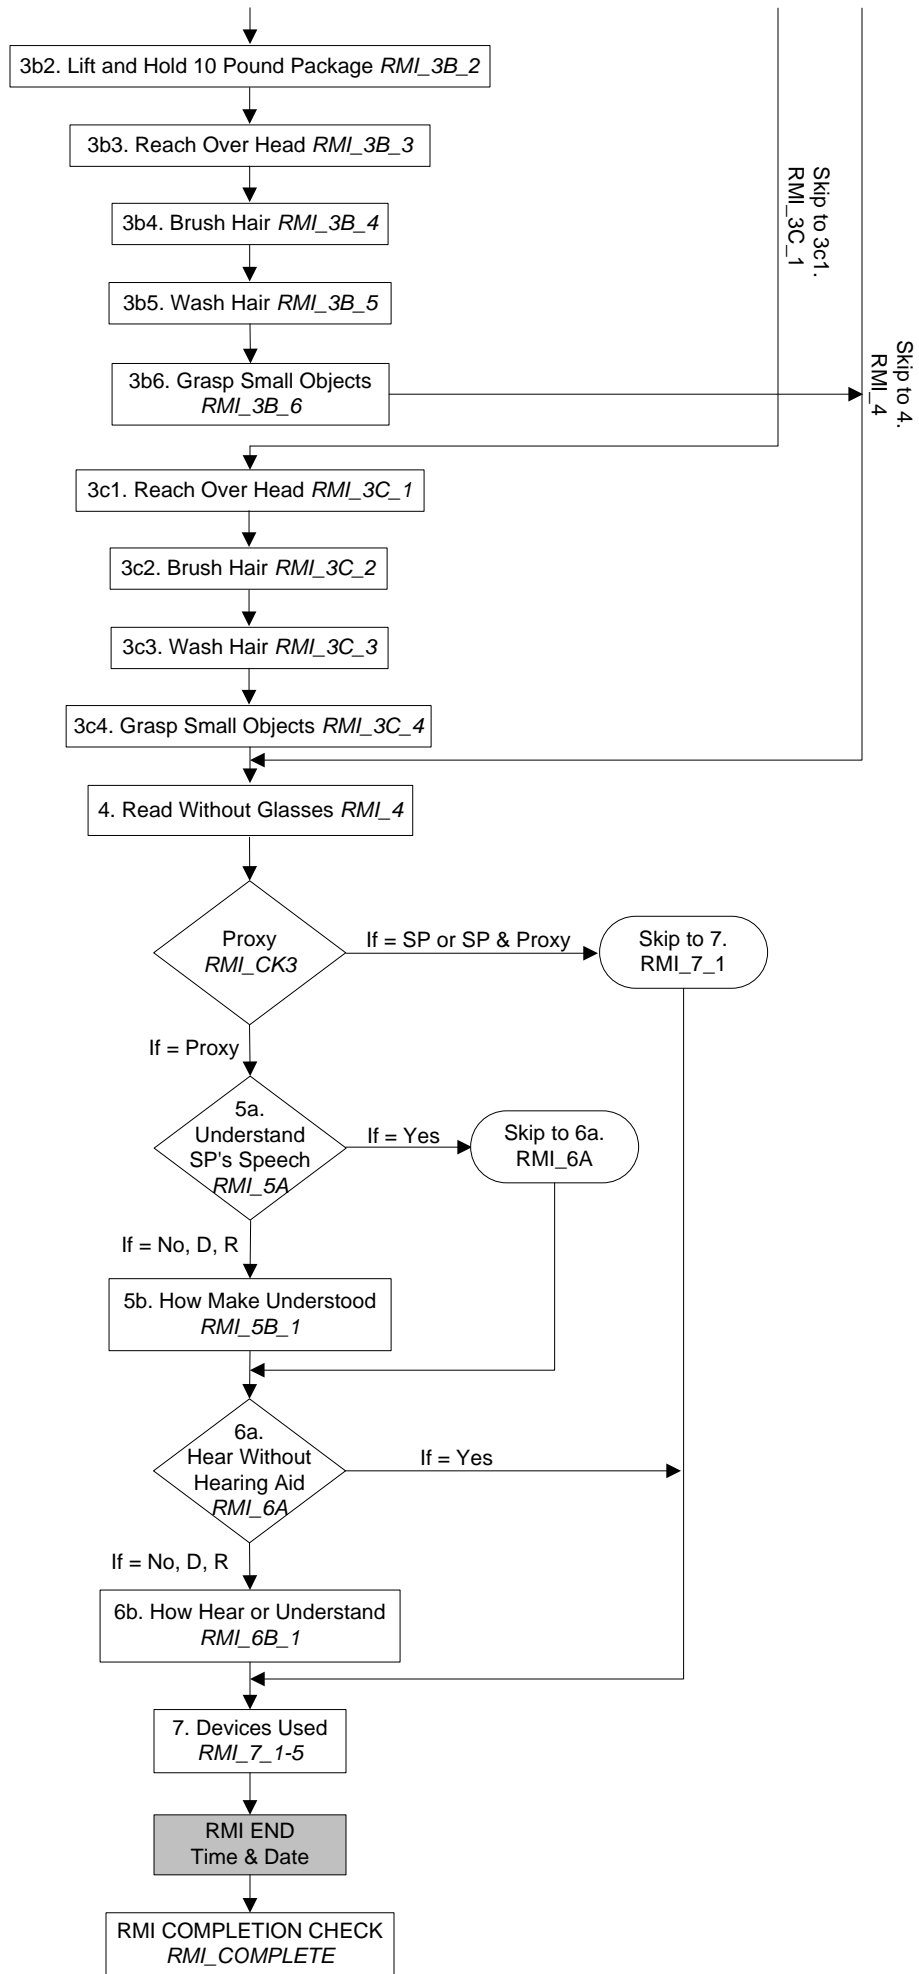 3b2. Lift and Hold 10 Pound Package RMI_3B_2
3b3. Reach Over Head RMI_3B_3
Skip to 3c1.
RMI_3C_1
3b4. Brush Hair RMI_3B_4
3b5. Wash Hair RMI_3B_5
Skip to 4.
RMI_4
3b6. Grasp Small Objects
RMI_3B_6
3c1. Reach Over Head RMI_3C_1
3c2. Brush Hair RMI_3C_2
3c3. Wash Hair RMI_3C_3
3c4. Grasp Small Objects RMI_3C_4
4. Read Without Glasses RMI_4
Proxy
RMI_CK3
If = SP or SP & Proxy
Skip to 7.
RMI_7_1
If = Proxy
5a.
Understand
SP's Speech
RMI_5A
If = Yes
Skip to 6a.
RMI_6A
If = No, D, R
5b. How Make Understood
RMI_5B_1
6a.
Hear Without
Hearing Aid
RMI_6A
If = Yes
If = No, D, R
6b. How Hear or Understand
RMI_6B_1
7. Devices Used
RMI_7_1-5
RMI END
Time & Date
RMI COMPLETION CHECK
RMI_COMPLETE